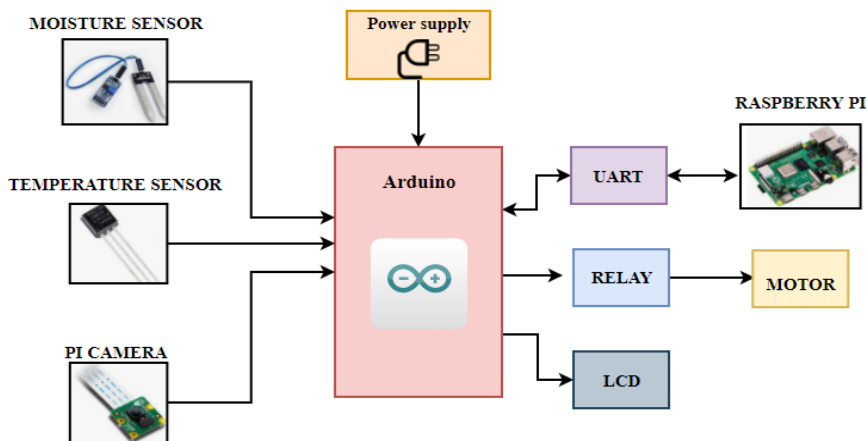 MOISTURE SENSOR
Power supply
RASPBERRY PI
Arduino
UART
TEMPERATURE SENSOR
RELAY
MOTOR
PI CAMERA
LCD